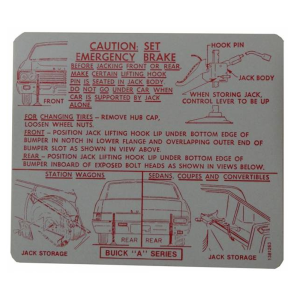 CAUTION: SET
EMERGENCY BRAKE
BEFORE JACKING FRONT OR REAR,
MAKE CERTAIN LIFTING HOOK
PIN IS SEATED IN JACK BODY.
DO NOT GO UNDER CAR WHEN
CAR IS SUPPORTED BY JACK
ALONE.
FRONT
HOOK PIN
JACK BODY
WHEN STORING JACK,
CONTROL LEVER TO BE UP
FOR CHANGING TIRES – REMOVE HUB CAP,
LOOSEN WHEEL NUTS.
FRONT – POSITION JACK LIFTING HOOK LIP UNDER BOTTOM EDGE OF
BUMPER IN NOTCH IN LOWER FLANGE AND OVERLAPPING OUTER END OF
BUMPER SLOT AS SHOWN IN VIEW ABOVE.
REAR – POSITION JACK LIFTING HOOK LIP UNDER BOTTOM EDGE OF
BUMPER INBOARD OF EXPOSED BOLT HEADS AS SHOWN IN VIEWS BELOW.
STATION WAGONS
SEDANS, COUPES AND CONVERTIBLES
REAR
REAR
JACK STORAGE
BUICK "A" SERIES
JACK STORAGE